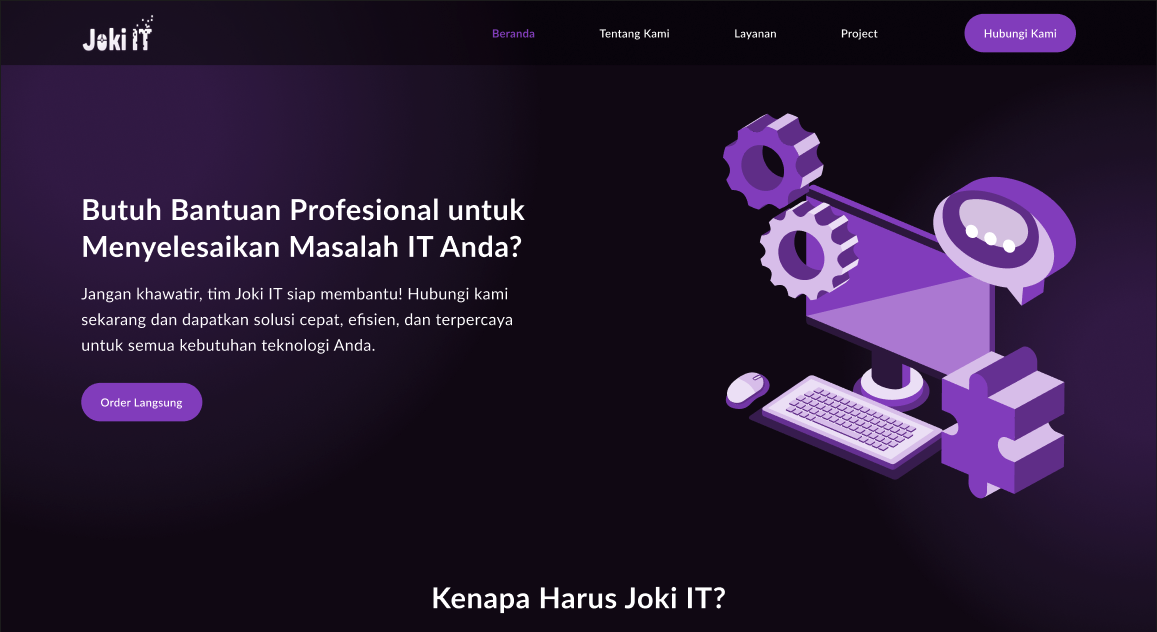 Joki IT
Beranda
Tentang Kami
Layanan
Project
Hubungi Kami
Butuh Bantuan Profesional untuk
Menyelesaikan Masalah IT Anda?
Jangan khawatir, tim Joki IT siap membantu! Hubungi kami
sekarang dan dapatkan solusi cepat, efisien, dan terpercaya
untuk semua kebutuhan teknologi Anda.
Order Langsung
Kenapa Harus Joki IT?